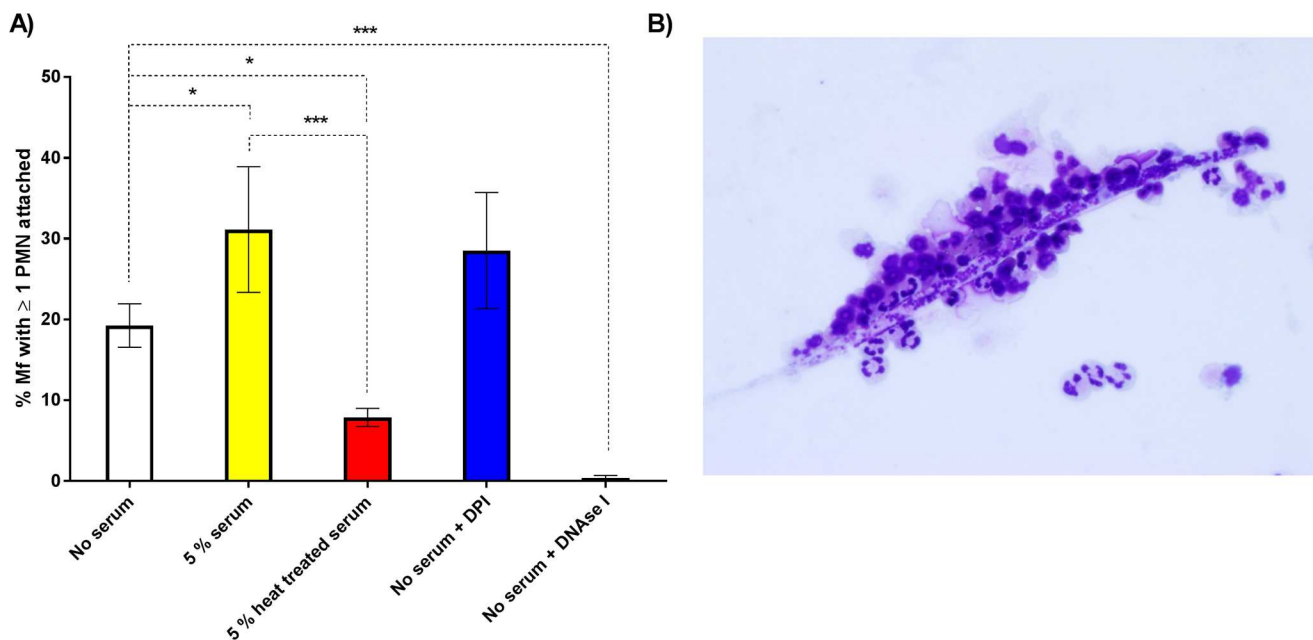 A)
B)
***
*
*
***
% Mf with ≥ 1 PMN attached
50
40
30
20
10
0
No serum
5 % serum
5 % heat treated serum
No serum + DPI
No serum + DNAse I